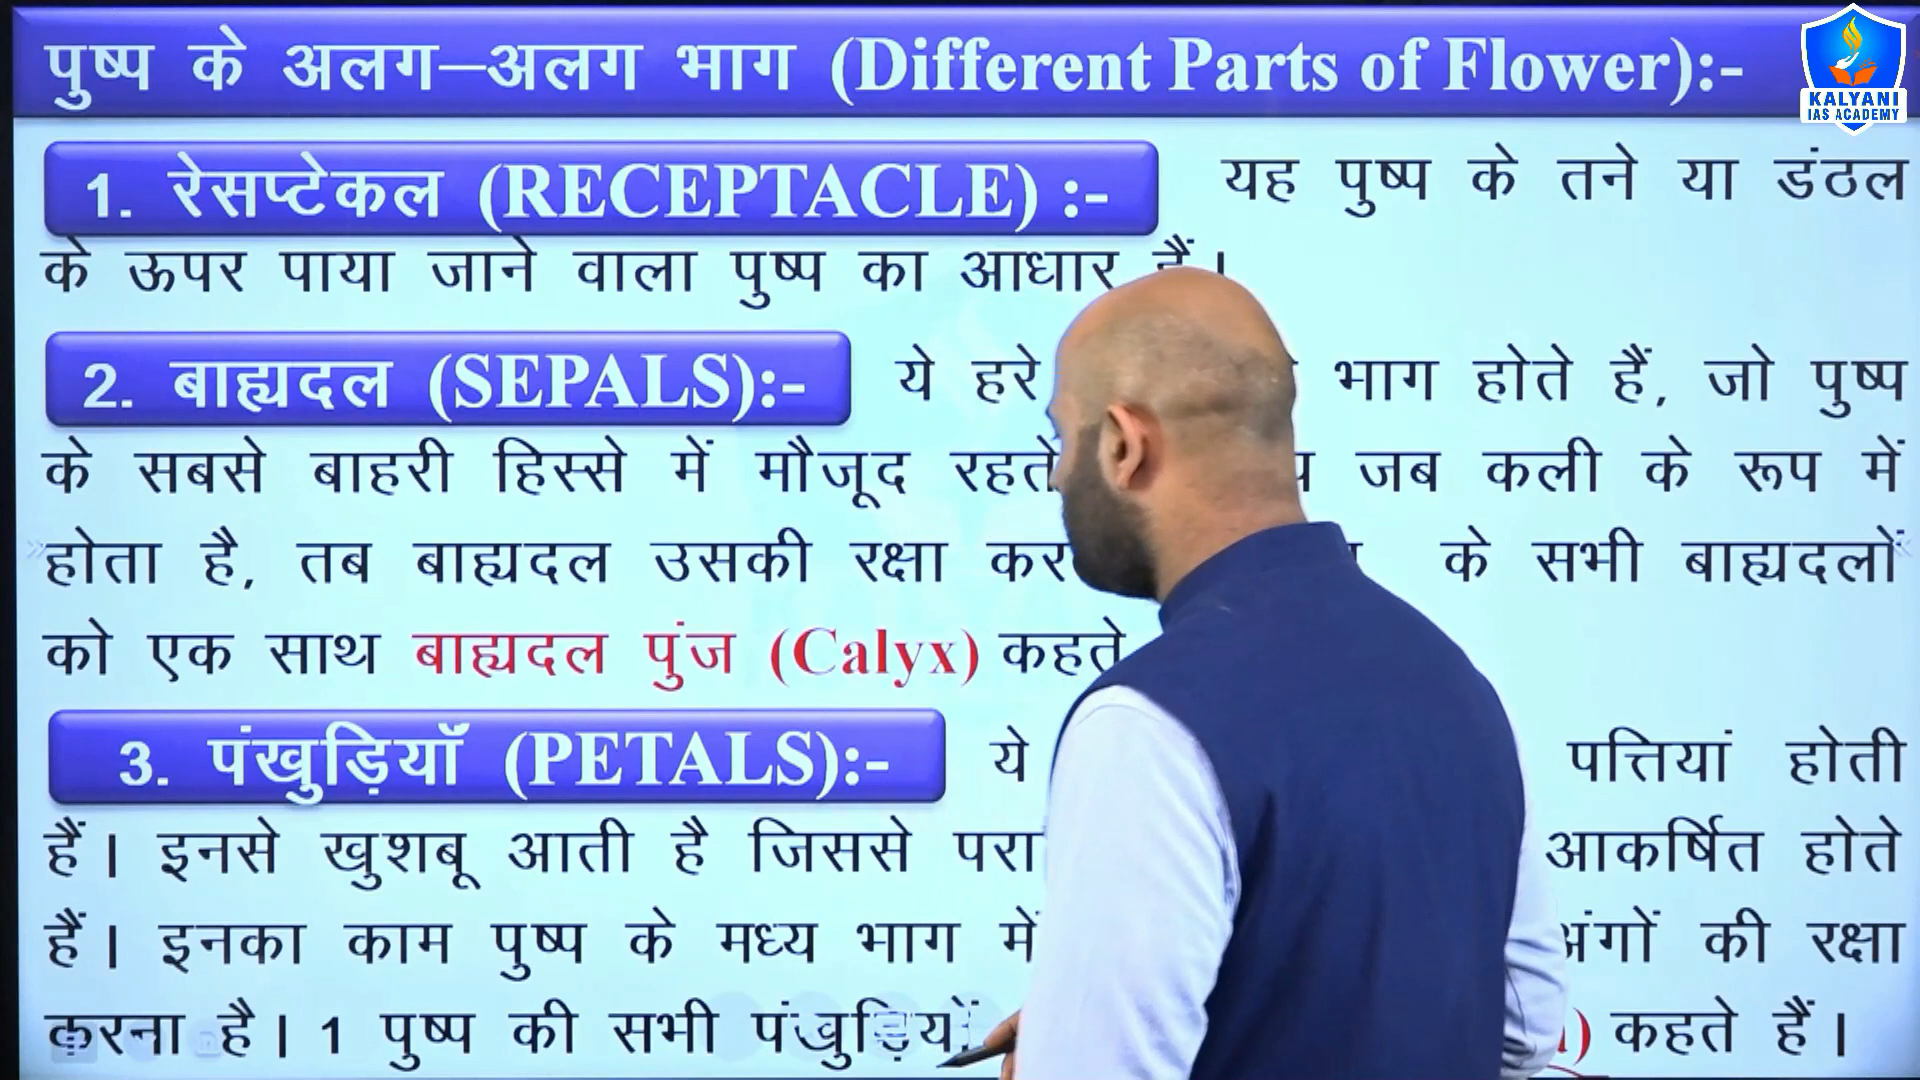 पुष्प के अलग–अलग भाग (Different Parts of Flower):-
KALYANI
IAS ACADEMY
1. रेसप्टेकल (RECEPTACLE) :- यह पुष्प के तने या डंठल
के ऊपर पाया जाने वाला पुष्प का आधार हैं।
2. बाह्यदल (SEPALS):- ये हरे भाग होते हैं, जो पुष्प
के सबसे बाहरी हिस्से में मौजूद रहते जब कली के रूप में
होता है, तब बाह्यदल उसकी रक्षा के सभी बाह्यदलों
को एक साथ बाह्यदल पुंज (Calyx) कहते
3. पंखुड़ियाँ (PETALS):- ये पत्तियां होती
हैं। इनसे खुशबू आती है जिससे आकर्षित होते
हैं। इनका काम पुष्प के मध्य भाग में की रक्षा
करना है। 1 पुष्प की सभी कहते हैं।